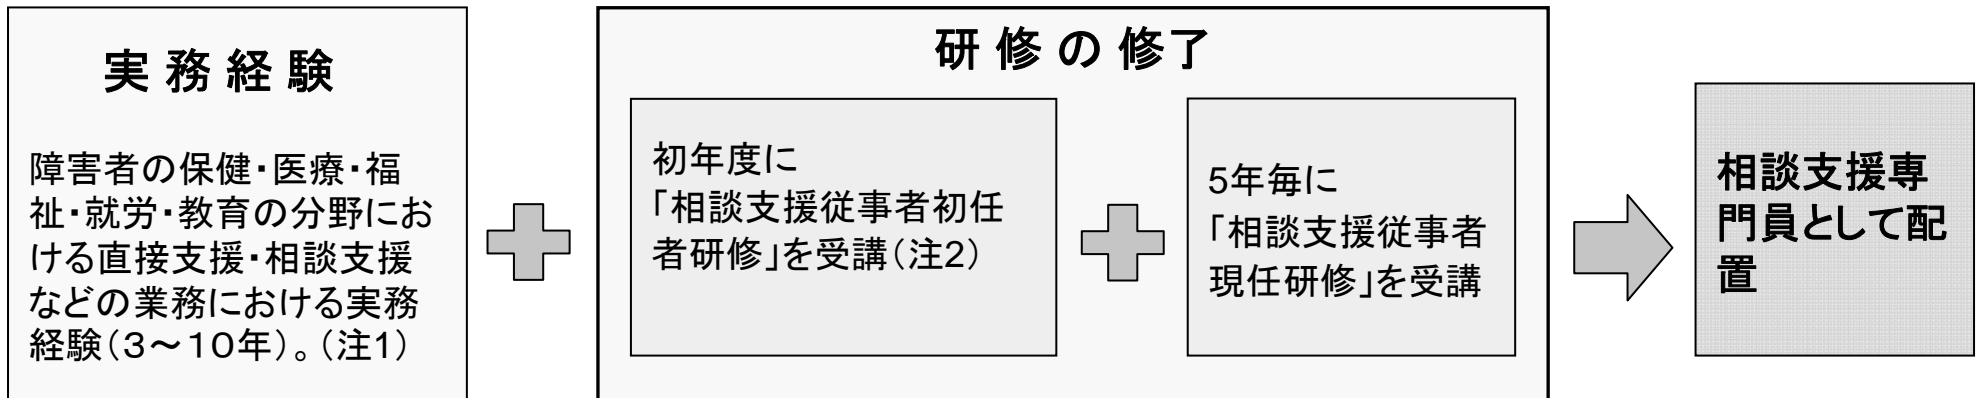 実務経験
障害者の保健・医療・福
祉・就労・教育の分野にお
ける直接支援・相談支援
などの業務における実務
経験(3~10年)。(注1)
研修の修了
初年度に
「相談支援従事者初任
者研修」を受講(注2)
5年毎に
「相談支援従事者
現任研修」を受講
相談支援専
門員として配
置